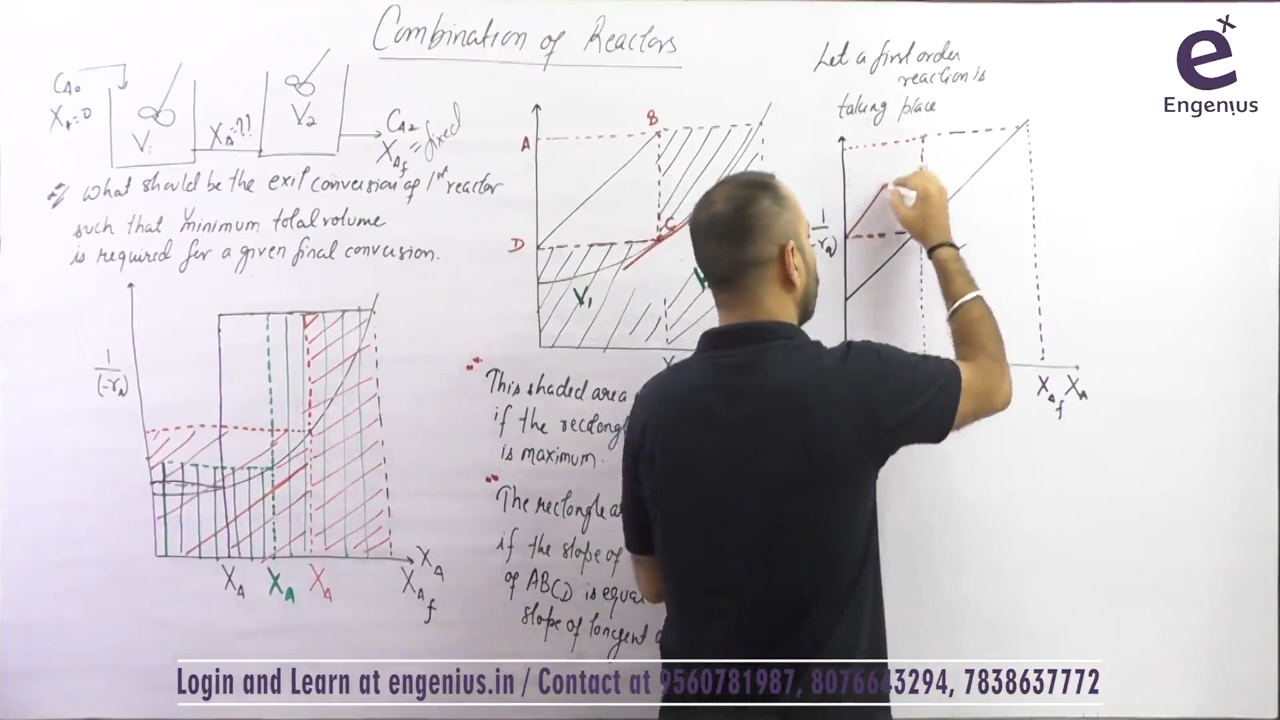 Combination of Reactors
CA0
XA=0
V1
XA=??
V2
CA2
XAf = fixed
what should be the exit conversion of 1st reactor
such that Minimum total volume
is required for a given final conversion.
1
(-rA)
XA
XA
XA
XAf
XA
A
B
C
D
V1
This shaded area
if the rectangl
is maximum.
The rectangle a
if the slope of
of ABCD is equa
slope of tangent
Let a first order
reaction is
taking place
1
-rA)
XAf
XA
ex
Engenius
Login and Learn at engenius.in / Contact at 9560781987, 8076643294, 7838637772